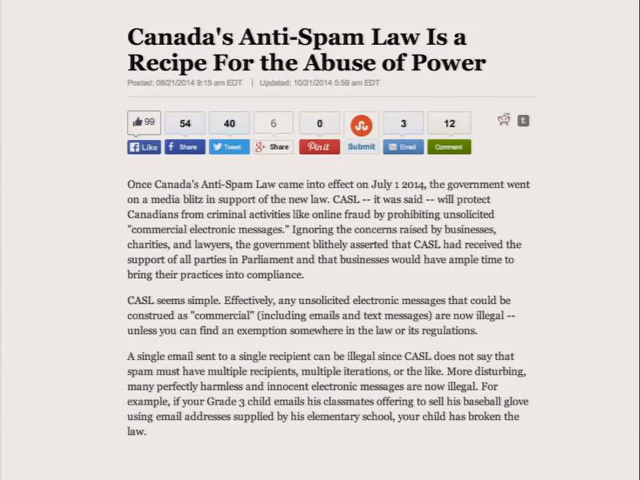 Canada's Anti-Spam Law Is a
Recipe For the Abuse of Power
Posted: 08/21/2014 9:15 am EDT | Updated: 10/21/2014 5:59 am EDT
99 54 40 6 0 3 12
Like Share Tweet Share Pin it Submit Email Comment
Once Canada's Anti-Spam Law came into effect on July 1 2014, the government went
on a media blitz in support of the new law. CASL -- it was said -- will protect
Canadians from criminal activities like online fraud by prohibiting unsolicited
"commercial electronic messages." Ignoring the concerns raised by businesses,
charities, and lawyers, the government blithely asserted that CASL had received the
support of all parties in Parliament and that businesses would have ample time to
bring their practices into compliance.
CASL seems simple. Effectively, any unsolicited electronic messages that could be
construed as "commercial" (including emails and text messages) are now illegal --
unless you can find an exemption somewhere in the law or its regulations.
A single email sent to a single recipient can be illegal since CASL does not say that
spam must have multiple recipients, multiple iterations, or the like. More disturbing,
many perfectly harmless and innocent electronic messages are now illegal. For
example, if your Grade 3 child emails his classmates offering to sell his baseball glove
using email addresses supplied by his elementary school, your child has broken the
law.